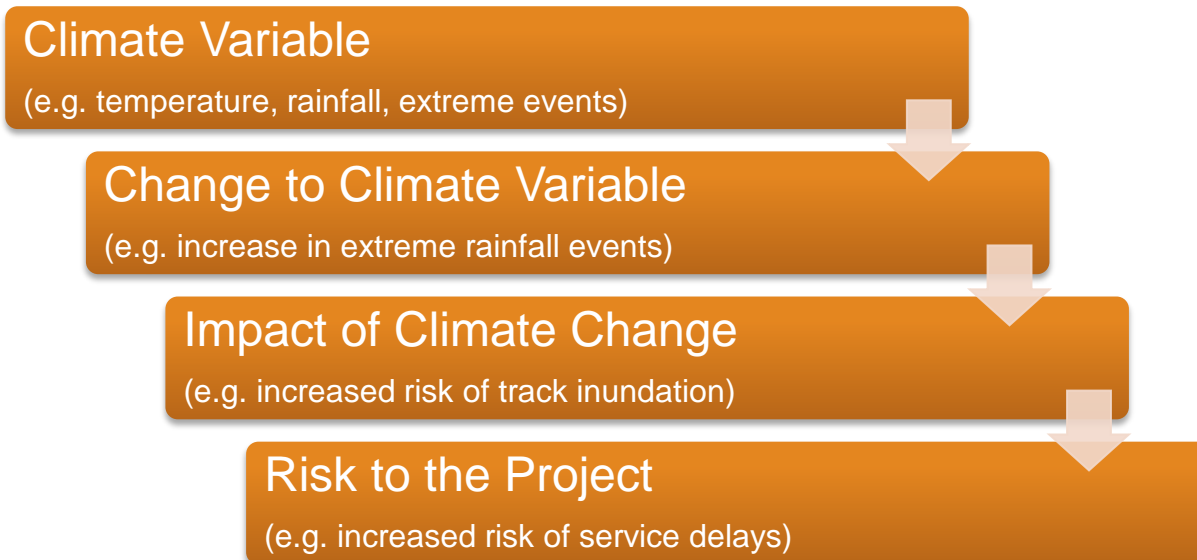 Climate Variable
(e.g. temperature, rainfall, extreme events)
Change to Climate Variable
(e.g. increase in extreme rainfall events)
Impact of Climate Change
(e.g. increased risk of track inundation)
Risk to the Project
(e.g. increased risk of service delays)